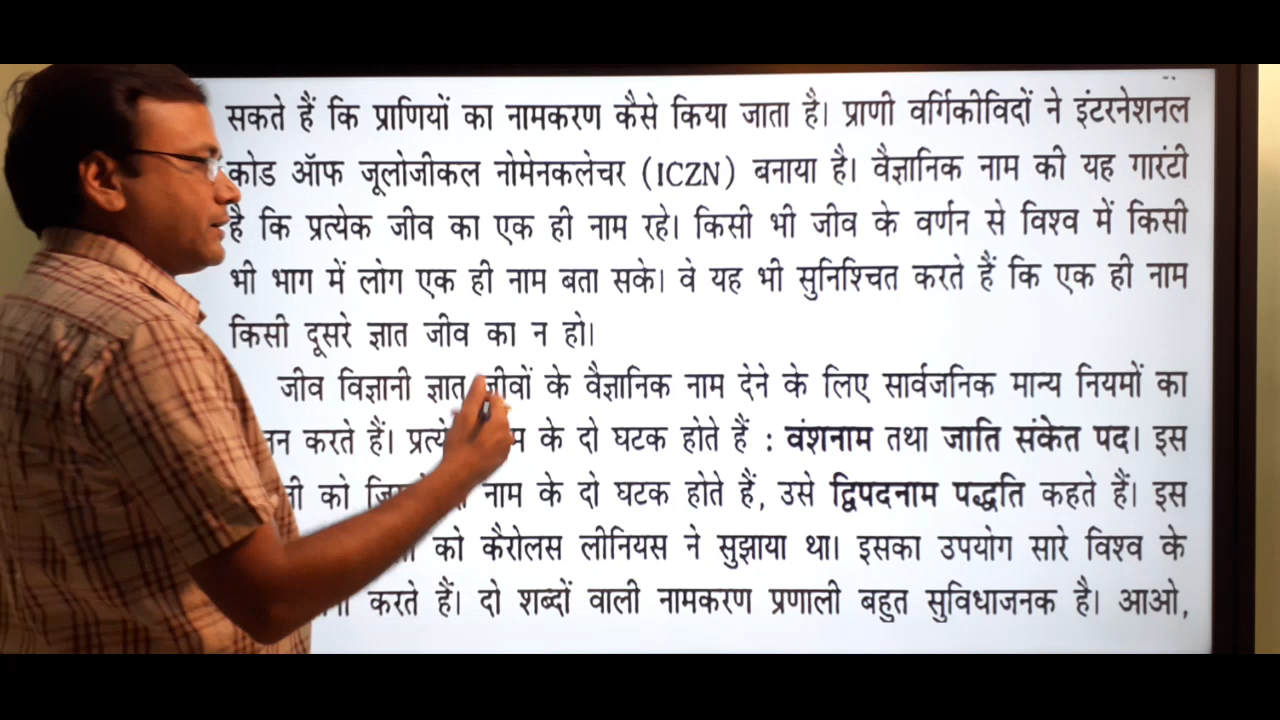 सकते हैं कि प्राणियों का नामकरण कैसे किया जाता है। प्राणी वर्गिकीविदों ने इंटरनेशनल
कोड ऑफ जूलोजीकल नोमेनकलेचर (ICZN) बनाया है। वैज्ञानिक नाम की यह गारंटी
है कि प्रत्येक जीव का एक ही नाम रहे। किसी भी जीव के वर्णन से विश्व में किसी
भी भाग में लोग एक ही नाम बता सके। वे यह भी सुनिश्चित करते हैं कि एक ही नाम
किसी दूसरे ज्ञात जीव का न हो।
जीव विज्ञानी ज्ञात जीवों के वैज्ञानिक नाम देने के लिए सार्वजनिक मान्य नियमों का
करते हैं। के दो घटक होते हैं : वंशनाम तथा जाति संकेत पद। इस
को नाम के दो घटक होते हैं, उसे द्विपदनाम पद्धति कहते हैं। इस
को कैरोलस लीनियस ने सुझाया था। इसका उपयोग सारे विश्व के
करते हैं। दो शब्दों वाली नामकरण प्रणाली बहुत सुविधाजनक है। आओ,